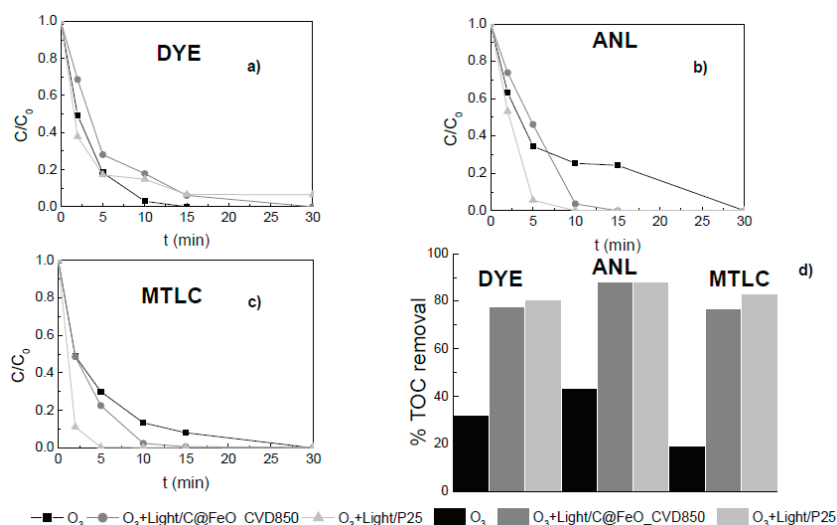 DYE
a)
C/C0
1.0
0.8
0.6
0.4
0.2
0.0
0 5 10 15 20 25 30
t (min)
ANL
b)
C/C0
1.0
0.8
0.6
0.4
0.2
0.0
0 5 10 15 20 25 30
t (min)
MTLC
c)
C/C0
1.0
0.8
0.6
0.4
0.2
0.0
0 5 10 15 20 25 30
t (min)
DYE ANL MTLC
d)
% TOC removal
100
80
60
40
20
0
O3 O3+Light/C@FeO_CVD850 O3+Light/P25
O3 O3+Light/C@FeO_CVD850 O3+Light/P25